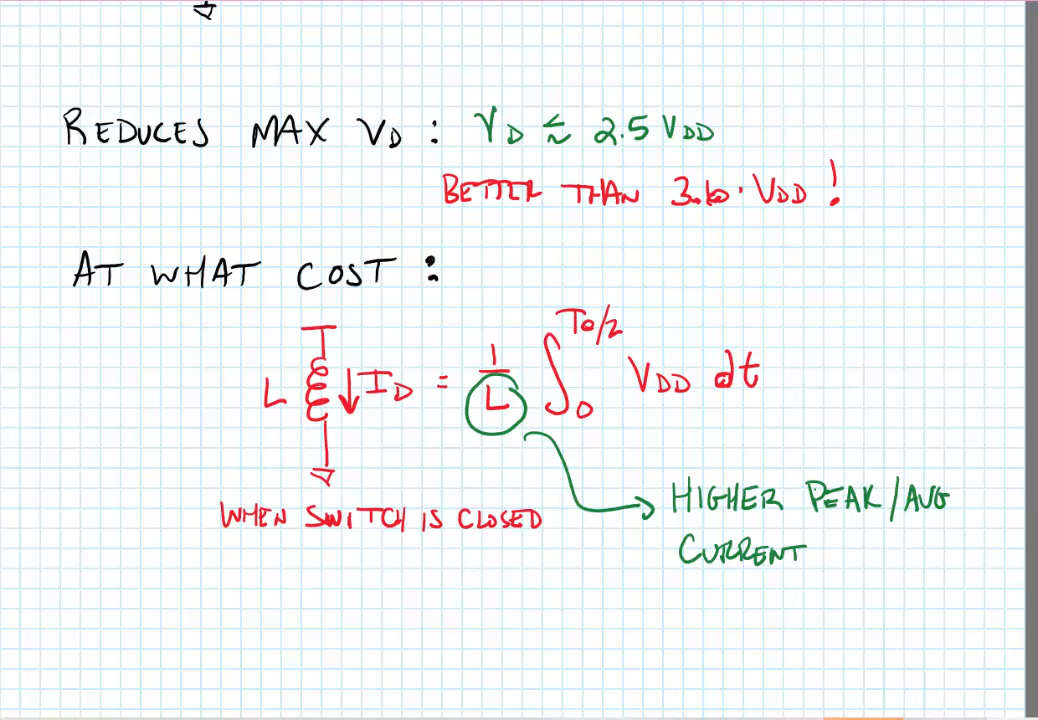 REDUCES MAX VD : VD ≲ 2.5 VDD
BETTER THAN 3.6·VDD !
AT WHAT COST :
L ↓ ID = 1/L ∫₀^T0/2 VDD dt
WHEN SWITCH IS CLOSED
HIGHER PEAK/AVG
CURRENT